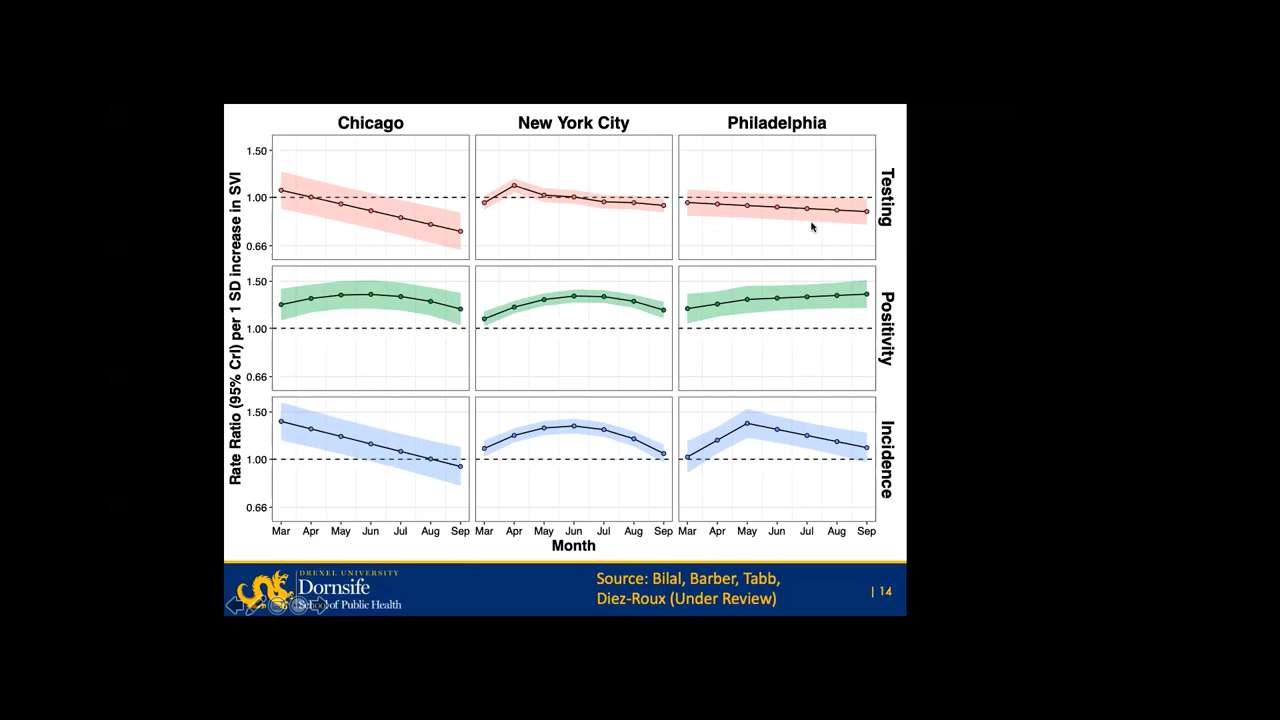 Chicago
New York City
Philadelphia
Rate Ratio (95% CrI) per 1 SD increase in SVI
1.50
1.00
0.66
Testing
1.50
1.00
0.66
Positivity
1.50
1.00
0.66
Incidence
Mar Apr May Jun Jul Aug Sep
Mar Apr May Jun Jul Aug Sep
Mar Apr May Jun Jul Aug Sep
Month
DREXEL UNIVERSITY
Dornsife
School of Public Health
Source: Bilal, Barber, Tabb,
Diez-Roux (Under Review)
| 14